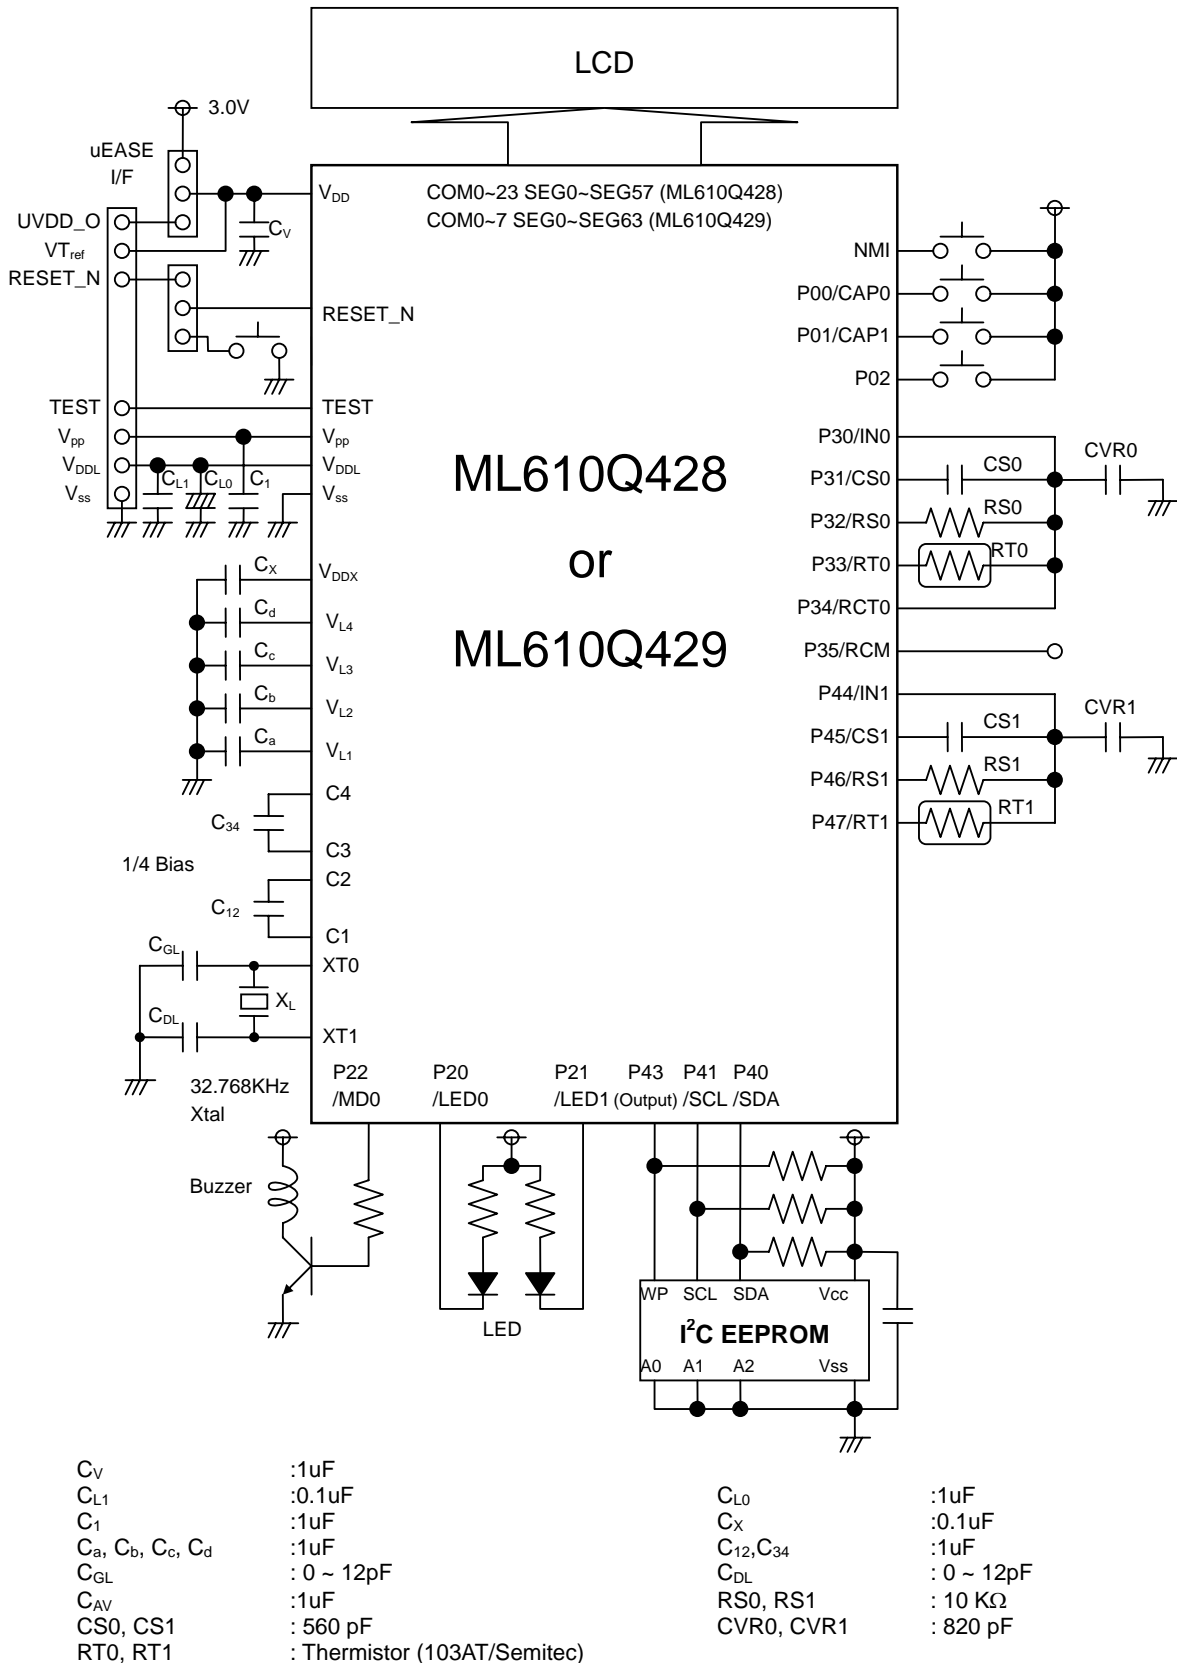 LCD
3.0V
uEASE
I/F
UVDD_O
VTref
RESET_N
TEST
Vpp
VDDL
Vss
CV
CL1
CL0
C1
VDD
COM0~23 SEG0~SEG57 (ML610Q428)
COM0~7 SEG0~SEG63 (ML610Q429)
RESET_N
TEST
Vpp
VDDL
Vss
ML610Q428
or
ML610Q429
NMI
P00/CAP0
P01/CAP1
P02
P30/IN0
P31/CS0
P32/RS0
P33/RT0
P34/RCT0
P35/RCM
P44/IN1
P45/CS1
P46/RS1
P47/RT1
CS0
CVR0
RS0
RT0
CS1
CVR1
RS1
RT1
CX
VDDX
Cd
VL4
Cc
VL3
Cb
VL2
Ca
VL1
C4
C34
C3
1/4 Bias
C2
C12
C1
CGL
XT0
XL
CDL
XT1
32.768KHz
Xtal
P22
/MD0
P20
/LED0
P21
/LED1
P43
(Output)
P41
/SCL
P40
/SDA
Buzzer
LED
WP SCL SDA Vcc
I²C EEPROM
A0 A1 A2 Vss
CV :1uF
CL1 :0.1uF
C1 :1uF
Ca, Cb, Cc, Cd :1uF
CGL : 0 ~ 12pF
CAV :1uF
CS0, CS1 : 560 pF
RT0, RT1 : Thermistor (103AT/Semitec)
CL0 :1uF
CX :0.1uF
C12,C34 :1uF
CDL : 0 ~ 12pF
RS0, RS1 : 10 KΩ
CVR0, CVR1 : 820 pF